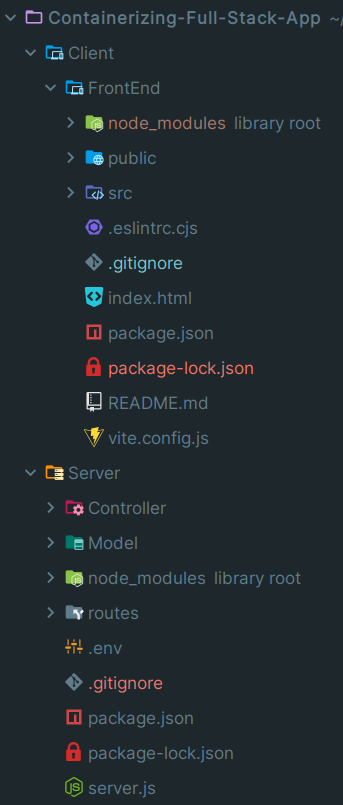 Containerizing-Full-Stack-App ~/
Client
FrontEnd
node_modules library root
public
src
.eslintrc.cjs
.gitignore
index.html
package.json
package-lock.json
README.md
vite.config.js
Server
Controller
Model
node_modules library root
routes
.env
.gitignore
package.json
package-lock.json
server.js